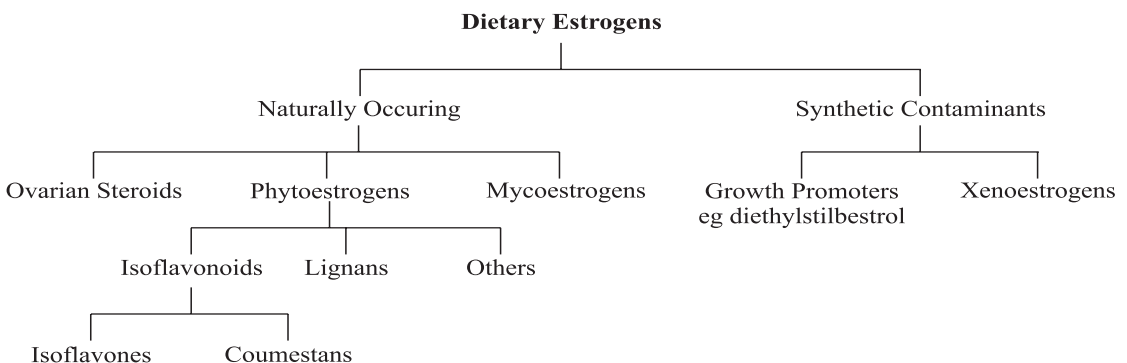 Dietary Estrogens
Naturally Occuring
Synthetic Contaminants
Ovarian Steroids
Phytoestrogens
Mycoestrogens
Growth Promoters
eg diethylstilbestrol
Xenoestrogens
Isoflavonoids
Lignans
Others
Isoflavones
Coumestans